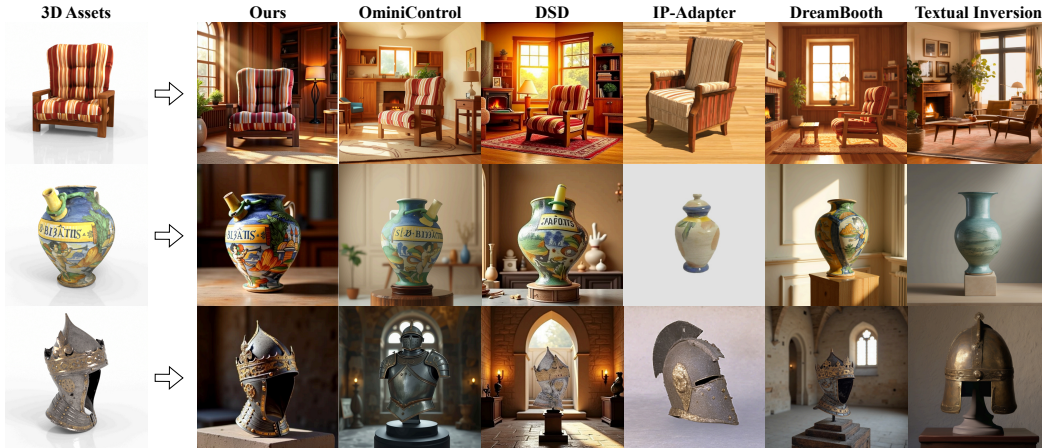 3D Assets
Ours
OminiControl
DSD
IP-Adapter
DreamBooth
Textual Inversion